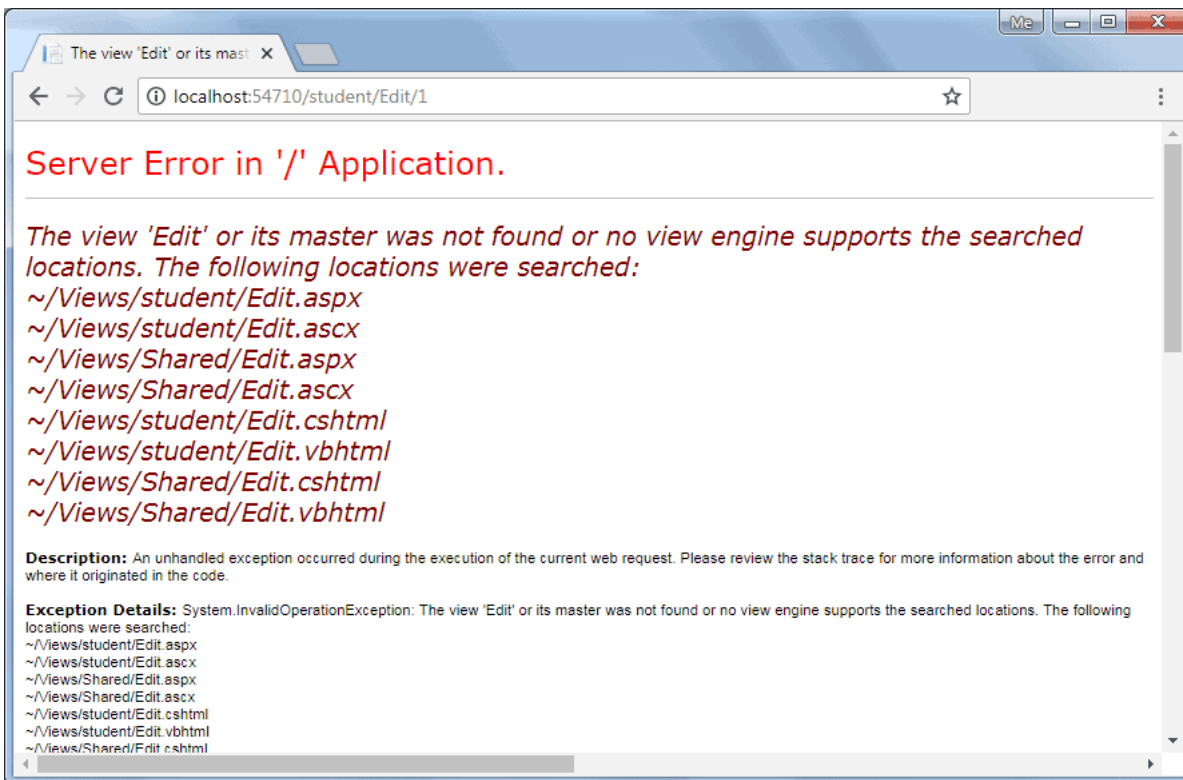 Me
The view 'Edit' or its mast
localhost:54710/student/Edit/1
Server Error in '/' Application.
The view 'Edit' or its master was not found or no view engine supports the searched
locations. The following locations were searched:
~/Views/student/Edit.aspx
~/Views/student/Edit.ascx
~/Views/Shared/Edit.aspx
~/Views/Shared/Edit.ascx
~/Views/student/Edit.cshtml
~/Views/student/Edit.vbhtml
~/Views/Shared/Edit.cshtml
~/Views/Shared/Edit.vbhtml
Description: An unhandled exception occurred during the execution of the current web request. Please review the stack trace for more information about the error and
where it originated in the code.
Exception Details: System.InvalidOperationException: The view 'Edit' or its master was not found or no view engine supports the searched locations. The following
locations were searched:
~/Views/student/Edit.aspx
~/Views/student/Edit.ascx
~/Views/Shared/Edit.aspx
~/Views/Shared/Edit.ascx
~/Views/student/Edit.cshtml
~/Views/student/Edit.vbhtml
~/Views/Shared/Edit.cshtml